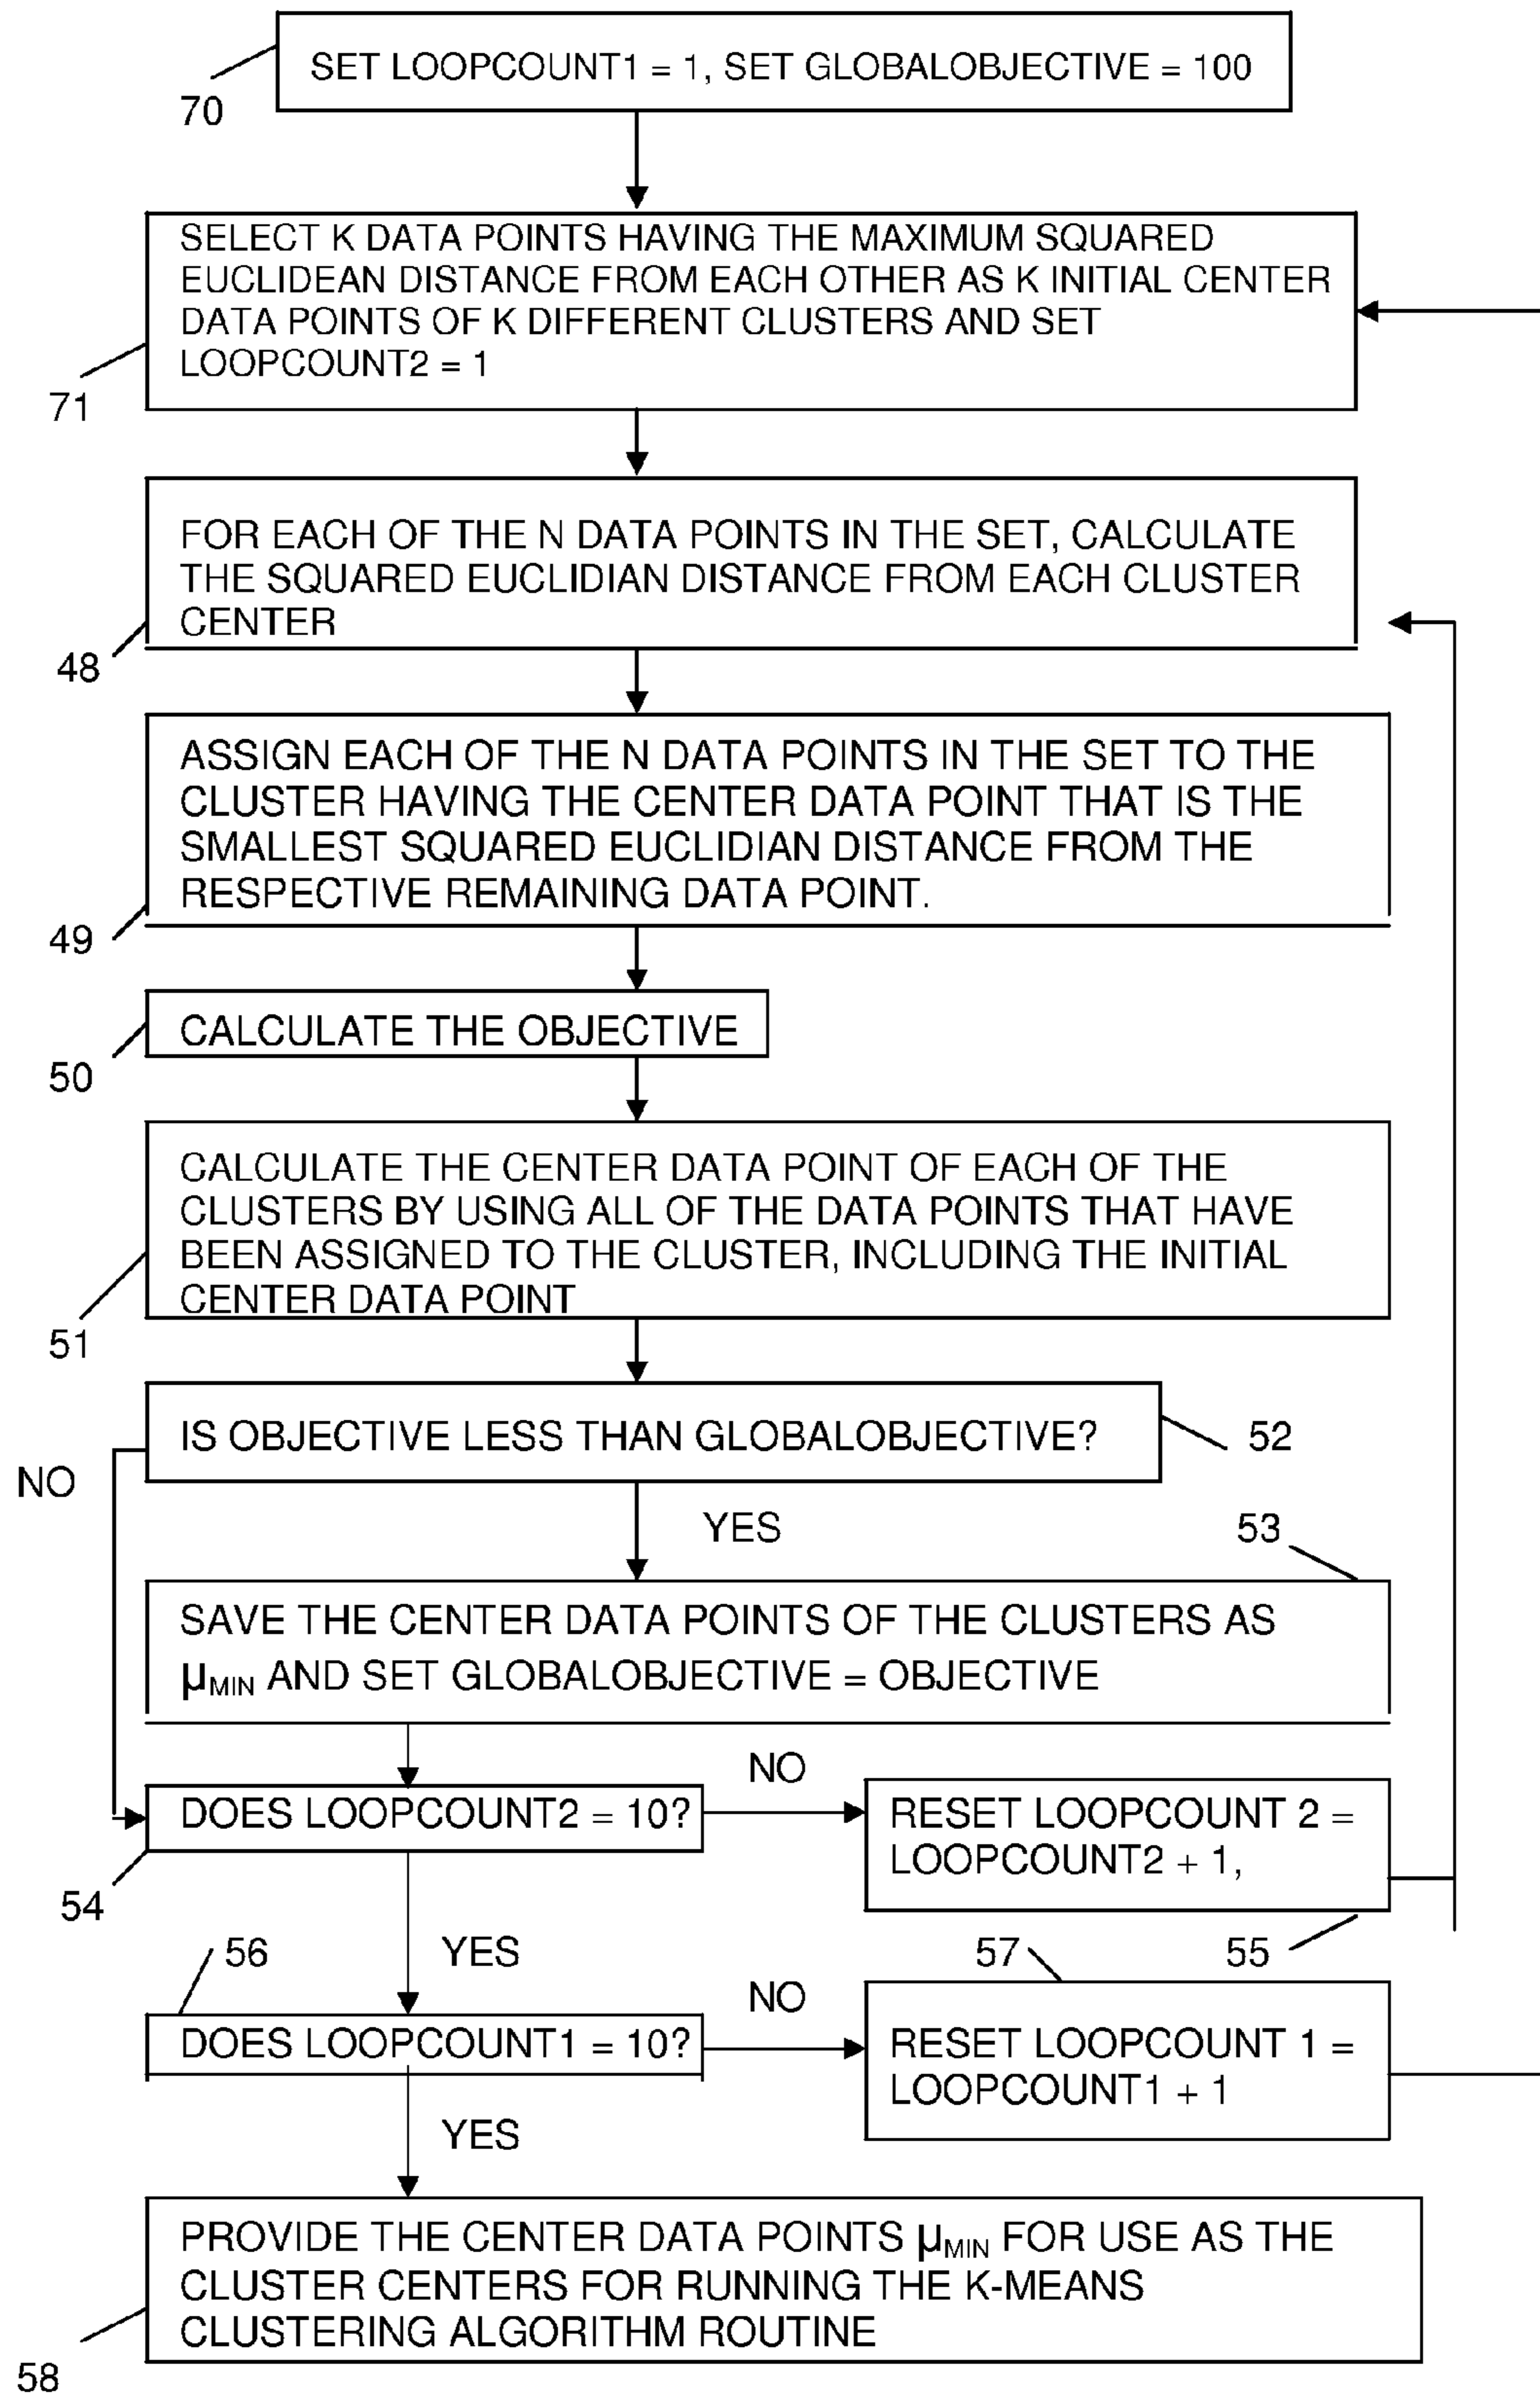 SET LOOPCOUNT1 = 1, SET GLOBALOBJECTIVE = 100
70
SELECT K DATA POINTS HAVING THE MAXIMUM SQUARED
EUCLIDEAN DISTANCE FROM EACH OTHER AS K INITIAL CENTER
DATA POINTS OF K DIFFERENT CLUSTERS AND SET
LOOPCOUNT2 = 1
71
FOR EACH OF THE N DATA POINTS IN THE SET, CALCULATE
THE SQUARED EUCLIDIAN DISTANCE FROM EACH CLUSTER
CENTER
48
ASSIGN EACH OF THE N DATA POINTS IN THE SET TO THE
CLUSTER HAVING THE CENTER DATA POINT THAT IS THE
SMALLEST SQUARED EUCLIDIAN DISTANCE FROM THE
RESPECTIVE REMAINING DATA POINT.
49
CALCULATE THE OBJECTIVE
50
CALCULATE THE CENTER DATA POINT OF EACH OF THE
CLUSTERS BY USING ALL OF THE DATA POINTS THAT HAVE
BEEN ASSIGNED TO THE CLUSTER, INCLUDING THE INITIAL
CENTER DATA POINT
51
IS OBJECTIVE LESS THAN GLOBALOBJECTIVE?
52
NO
YES
53
SAVE THE CENTER DATA POINTS OF THE CLUSTERS AS
μMIN AND SET GLOBALOBJECTIVE = OBJECTIVE
DOES LOOPCOUNT2 = 10?
NO
RESET LOOPCOUNT 2 =
LOOPCOUNT2 + 1,
54
55
YES
56
57
DOES LOOPCOUNT1 = 10?
NO
RESET LOOPCOUNT 1 =
LOOPCOUNT1 + 1
YES
PROVIDE THE CENTER DATA POINTS μMIN FOR USE AS THE
CLUSTER CENTERS FOR RUNNING THE K-MEANS
CLUSTERING ALGORITHM ROUTINE
58